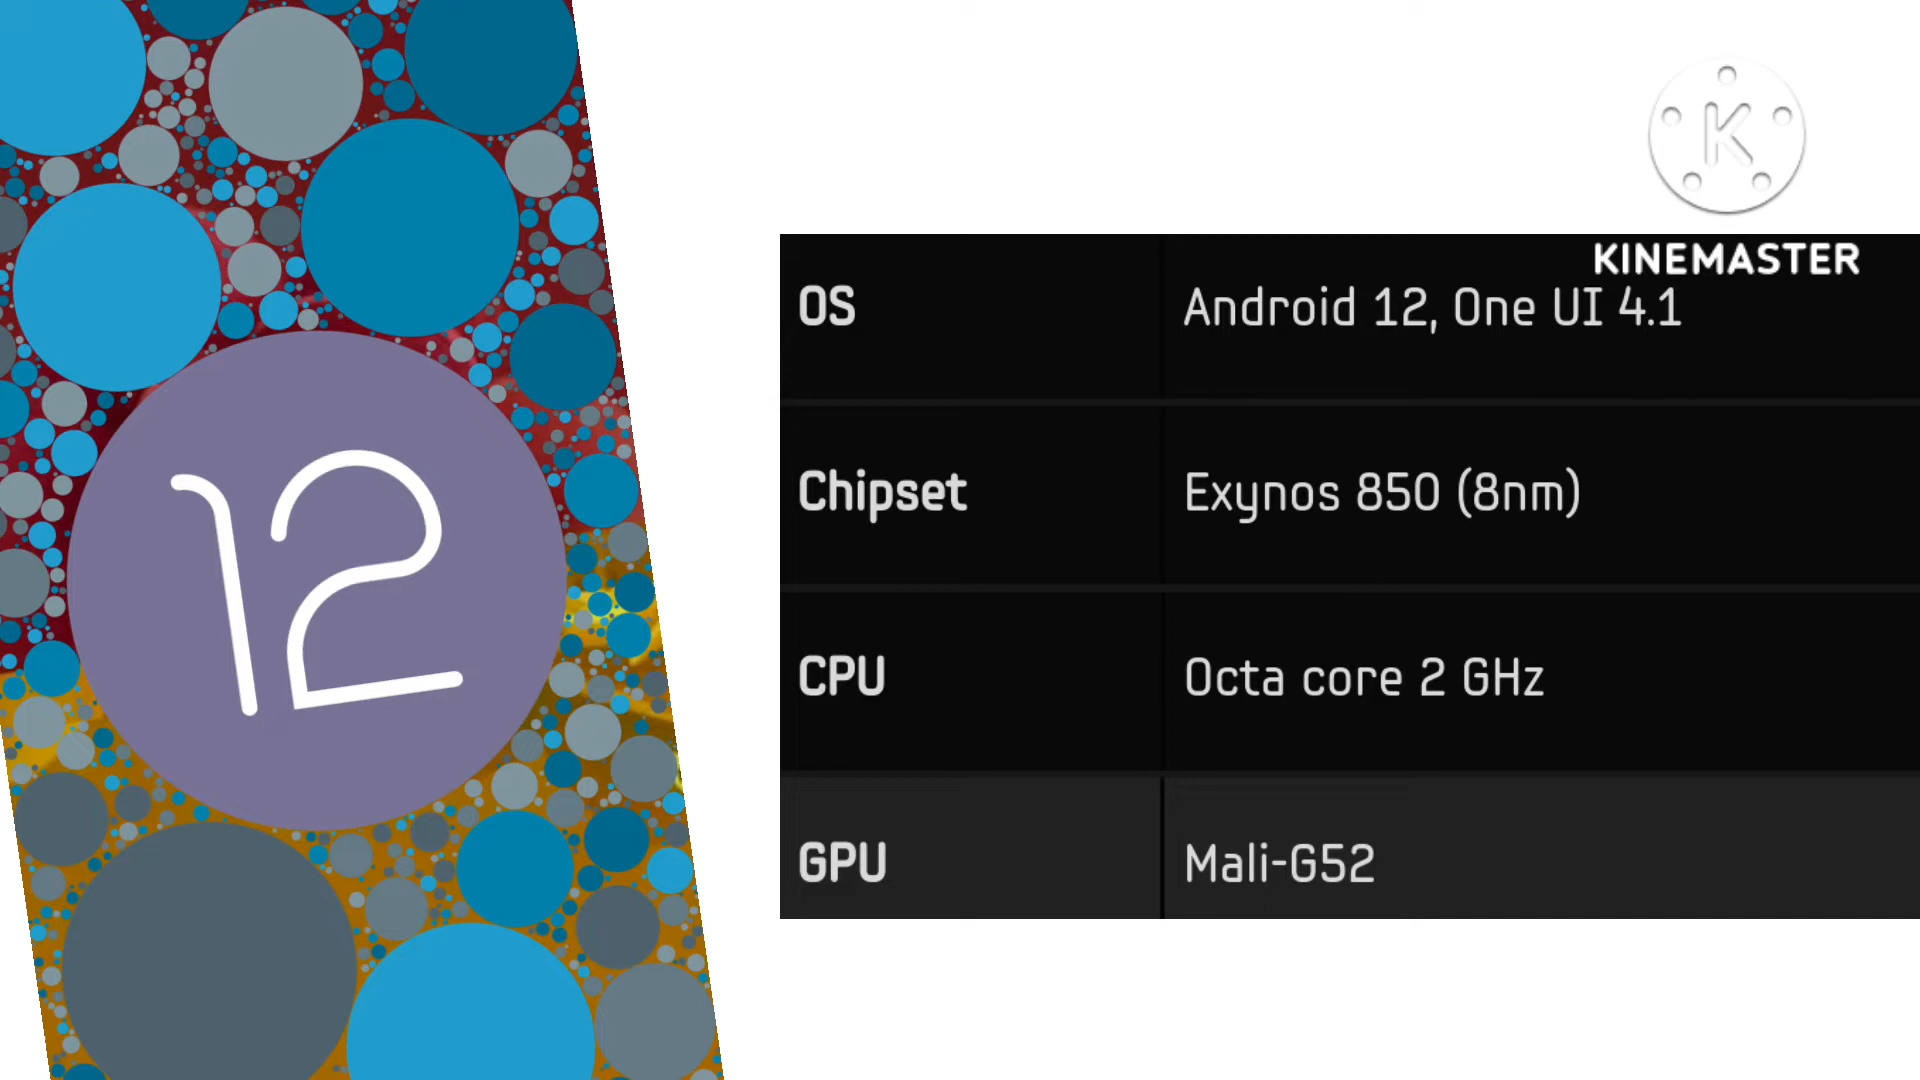 12
K
KINEMASTER
OS Android 12, One UI 4.1
Chipset Exynos 850 (8nm)
CPU Octa core 2 GHz
GPU Mali-G52